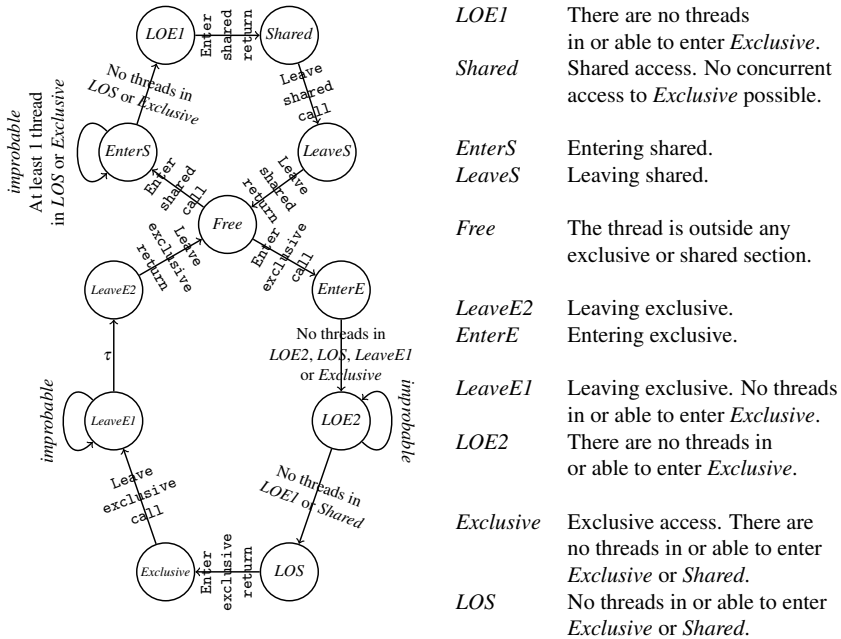 LOE1
Enter
shared
return
Shared
No threads in
LOS or Exclusive
Leave
shared
call
improbable
At least 1 thread
in LOS or Exclusive
EnterS
LeaveS
Enter
shared
call
Leave
shared
return
Free
Leave
exclusive
return
Enter
exclusive
call
LeaveE2
EnterE
τ
No threads in
LOE2, LOS, LeaveE1
or Exclusive
improbable
LeaveE1
LOE2
improbable
Leave
exclusive
call
No threads in
LOE1 or Shared
Exclusive
Enter
exclusive
return
LOS
LOE1 There are no threads
in or able to enter Exclusive.
Shared Shared access. No concurrent
access to Exclusive possible.
EnterS Entering shared.
LeaveS Leaving shared.
Free The thread is outside any
exclusive or shared section.
LeaveE2 Leaving exclusive.
EnterE Entering exclusive.
LeaveE1 Leaving exclusive. No threads
in or able to enter Exclusive.
LOE2 There are no threads in
or able to enter Exclusive.
Exclusive Exclusive access. There are
no threads in or able to enter
Exclusive or Shared.
LOS No threads in or able to enter
Exclusive or Shared.